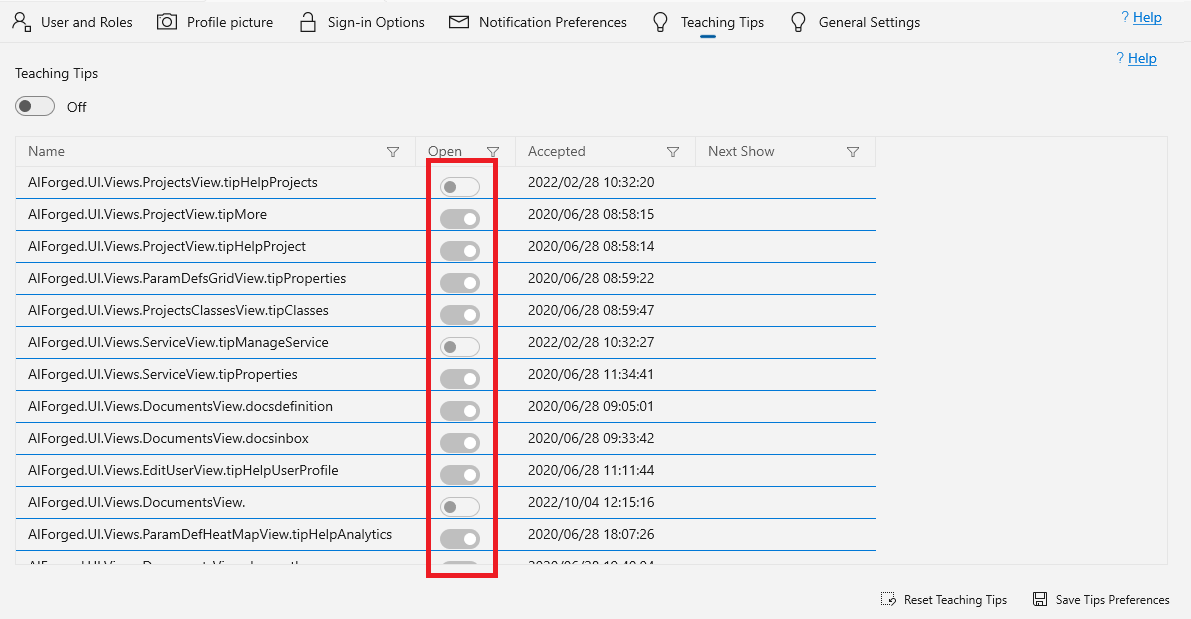 User and Roles Profile picture Sign-in Options Notification Preferences Teaching Tips General Settings ? Help
? Help
Teaching Tips
Off
Name Open Accepted Next Show
AIForged.UI.Views.ProjectsView.tipHelpProjects 2022/02/28 10:32:20
AIForged.UI.Views.ProjectView.tipMore 2020/06/28 08:58:15
AIForged.UI.Views.ProjectView.tipHelpProject 2020/06/28 08:58:14
AIForged.UI.Views.ParamDefsGridView.tipProperties 2020/06/28 08:59:22
AIForged.UI.Views.ProjectsClassesView.tipClasses 2020/06/28 08:59:47
AIForged.UI.Views.ServiceView.tipManageService 2022/02/28 10:32:27
AIForged.UI.Views.ServiceView.tipProperties 2020/06/28 11:34:41
AIForged.UI.Views.DocumentsView.docsdefinition 2020/06/28 09:05:01
AIForged.UI.Views.DocumentsView.docsinbox 2020/06/28 09:33:42
AIForged.UI.Views.EditUserView.tipHelpUserProfile 2020/06/28 11:11:44
AIForged.UI.Views.DocumentsView. 2022/10/04 12:15:16
AIForged.UI.Views.ParamDefHeatMapView.tipHelpAnalytics 2020/06/28 18:07:26
Reset Teaching Tips Save Tips Preferences